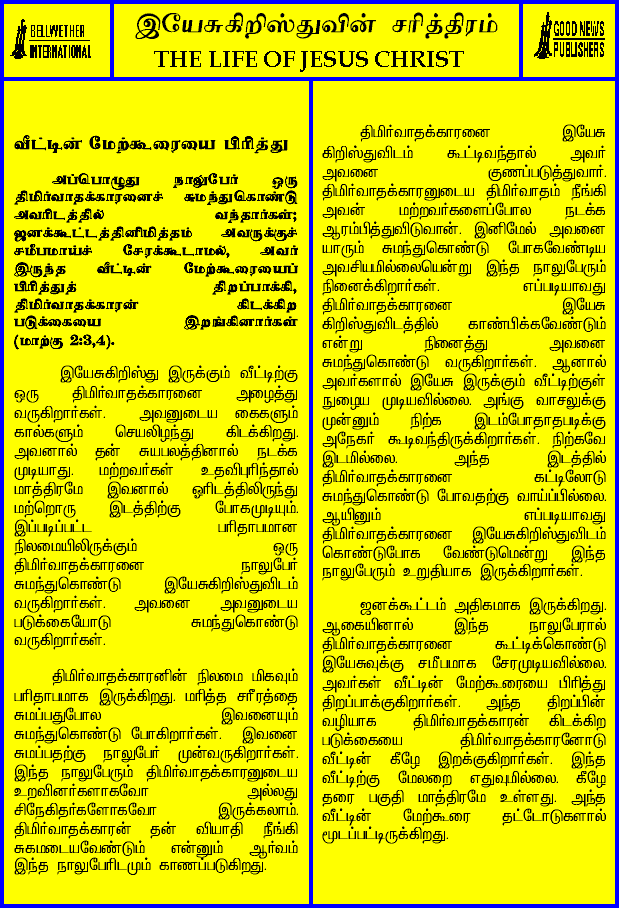 BELLWETHER
INTERNATIONAL
இயேசுகிறிஸ்துவின் சரித்திரம்
THE LIFE OF JESUS CHRIST
GOOD NEWS
PUBLISHERS
வீட்டின் மேற்கூரையை பிரித்து
அப்பொழுது நாலுபேர் ஒரு
திமிர்வாதக்காரனைச் சுமந்துகொண்டு
அவரிடத்தில் வந்தார்கள்;
ஜனக்கூட்டத்தினிமித்தம் அவருக்குச்
சமீபமாய்ச் சேரக்கூடாமல், அவர்
இருந்த வீட்டின் மேற்கூரையைப்
பிரித்துத் திறப்பாக்கி,
திமிர்வாதக்காரன் கிடக்கிற
படுக்கையை இறங்கினார்கள்
(மாற்கு 2:3,4).
இயேசுகிறிஸ்து இருக்கும் வீட்டிற்கு
ஒரு திமிர்வாதக்காரனை அழைத்து
வருகிறார்கள். அவனுடைய கைகளும்
கால்களும் செயலிழந்து கிடக்கிறது.
அவனால் தன் சுயபலத்தினால் நடக்க
முடியாது. மற்றவர்கள் உதவிபுரிந்தால்
மாத்திரமே இவனால் ஓரிடத்திலிருந்து
மற்றொரு இடத்திற்கு போகமுடியும்.
இப்படிப்பட்ட பரிதாபமான
நிலமையிலிருக்கும் ஒரு
திமிர்வாதக்காரனை நாலுபேர்
சுமந்துகொண்டு இயேசுகிறிஸ்துவிடம்
வருகிறார்கள். அவனை அவனுடைய
படுக்கையோடு சுமந்துகொண்டு
வருகிறார்கள்.
திமிர்வாதக்காரனின் நிலமை மிகவும்
பரிதாபமாக இருக்கிறது. மரித்த சரீரத்தை
சுமப்பதுபோல இவனையும்
சுமந்துகொண்டு போகிறார்கள். இவனை
சுமப்பதற்கு நாலுபேர் முன்வருகிறார்கள்.
இந்த நாலுபேரும் திமிர்வாதக்காரனுடைய
உறவினர்களாகவோ அல்லது
சிநேகிதர்களோகவோ இருக்கலாம்.
திமிர்வாதக்காரன் தன் வியாதி நீங்கி
சுகமடையவேண்டும் என்னும் ஆர்வம்
இந்த நாலுபேரிடமும் காணப்படுகிறது.
திமிர்வாதக்காரனை இயேசு
கிறிஸ்துவிடம் கூட்டிவந்தால் அவர்
அவனை குணப்படுத்துவார்.
திமிர்வாதக்காரனுடைய திமிர்வாதம் நீங்கி
அவன் மற்றவர்களைப்போல நடக்க
ஆரம்பித்துவிடுவான். இனிமேல் அவனை
யாரும் சுமந்துகொண்டு போகவேண்டிய
அவசியமில்லையென்று இந்த நாலுபேரும்
நினைக்கிறார்கள். எப்படியாவது
திமிர்வாதக்காரனை இயேசு
கிறிஸ்துவிடத்தில் காண்பிக்கவேண்டும்
என்று நினைத்து அவனை
சுமந்துகொண்டு வருகிறார்கள். ஆனால்
அவர்களால் இயேசு இருக்கும் வீட்டிற்குள்
நுழைய முடியவில்லை. அங்கு வாசலுக்கு
முன்னும் நிற்க இடம்போதாதபடிக்கு
அநேகர் கூடிவந்திருக்கிறார்கள். நிற்கவே
இடமில்லை. அந்த இடத்தில்
திமிர்வாதக்காரனை கட்டிலோடு
சுமந்துகொண்டு போவதற்கு வாய்ப்பில்லை.
ஆயினும் எப்படியாவது
திமிர்வாதக்காரனை இயேசுகிறிஸ்துவிடம்
கொண்டுபோக வேண்டுமென்று இந்த
நாலுபேரும் உறுதியாக இருக்கிறார்கள்.
ஜனக்கூட்டம் அதிகமாக இருக்கிறது.
ஆகையினால் இந்த நாலுபேரால்
திமிர்வாதக்காரனை கூட்டிக்கொண்டு
இயேசுவுக்கு சமீபமாக சேரமுடியவில்லை.
அவர்கள் வீட்டின் மேற்கூரையை பிரித்து
திறப்பாக்குகிறார்கள். அந்த திறப்பின்
வழியாக திமிர்வாதக்காரன் கிடக்கிற
படுக்கையை திமிர்வாதக்காரனோடு
வீட்டின் கீழே இறக்குகிறார்கள். இந்த
வீட்டிற்கு மேலறை எதுவுமில்லை. கீழே
தரை பகுதி மாத்திரமே உள்ளது. அந்த
வீட்டின் மேற்கூரை தட்டோடுகளால்
மூடப்பட்டிருக்கிறது.